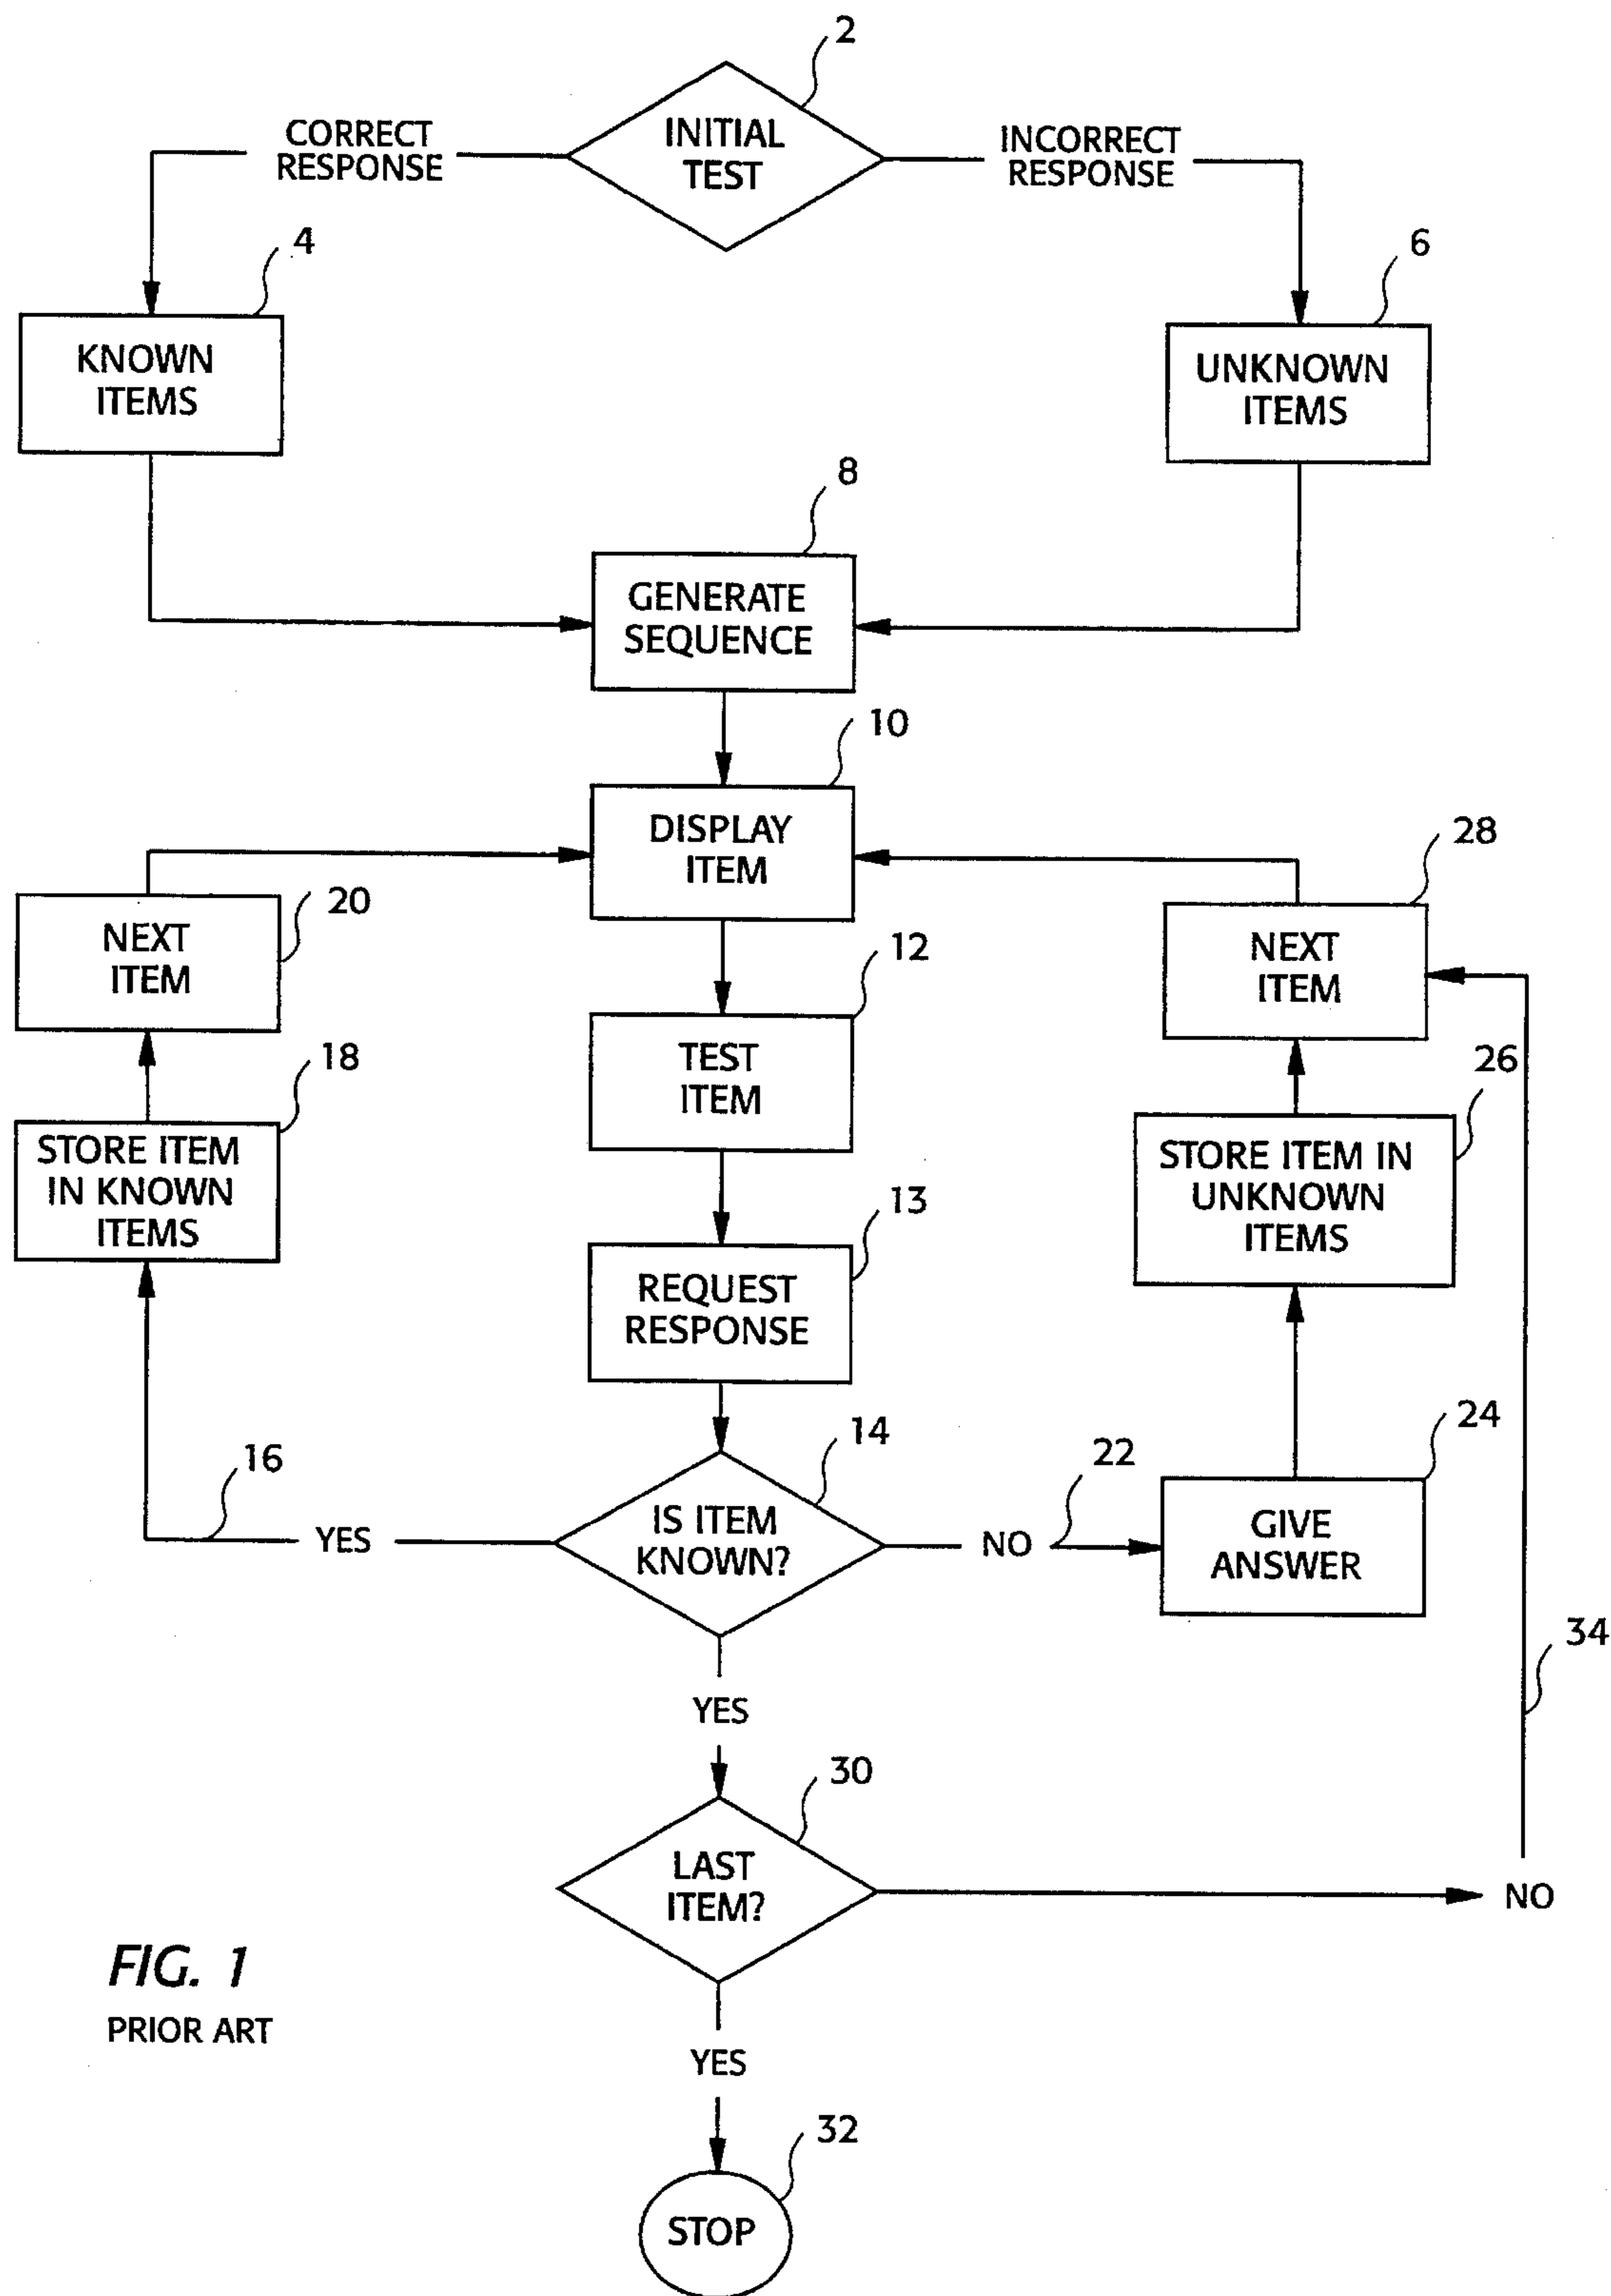 2
INITIAL
TEST
CORRECT
RESPONSE
INCORRECT
RESPONSE
4
KNOWN
ITEMS
6
UNKNOWN
ITEMS
8
GENERATE
SEQUENCE
10
DISPLAY
ITEM
20
NEXT
ITEM
28
NEXT
ITEM
12
TEST
ITEM
18
STORE ITEM
IN KNOWN
ITEMS
26
STORE ITEM IN
UNKNOWN
ITEMS
13
REQUEST
RESPONSE
14
IS ITEM
KNOWN?
16
YES
NO
22
24
GIVE
ANSWER
34
YES
30
LAST
ITEM?
NO
YES
32
STOP
FIG. 1
PRIOR ART